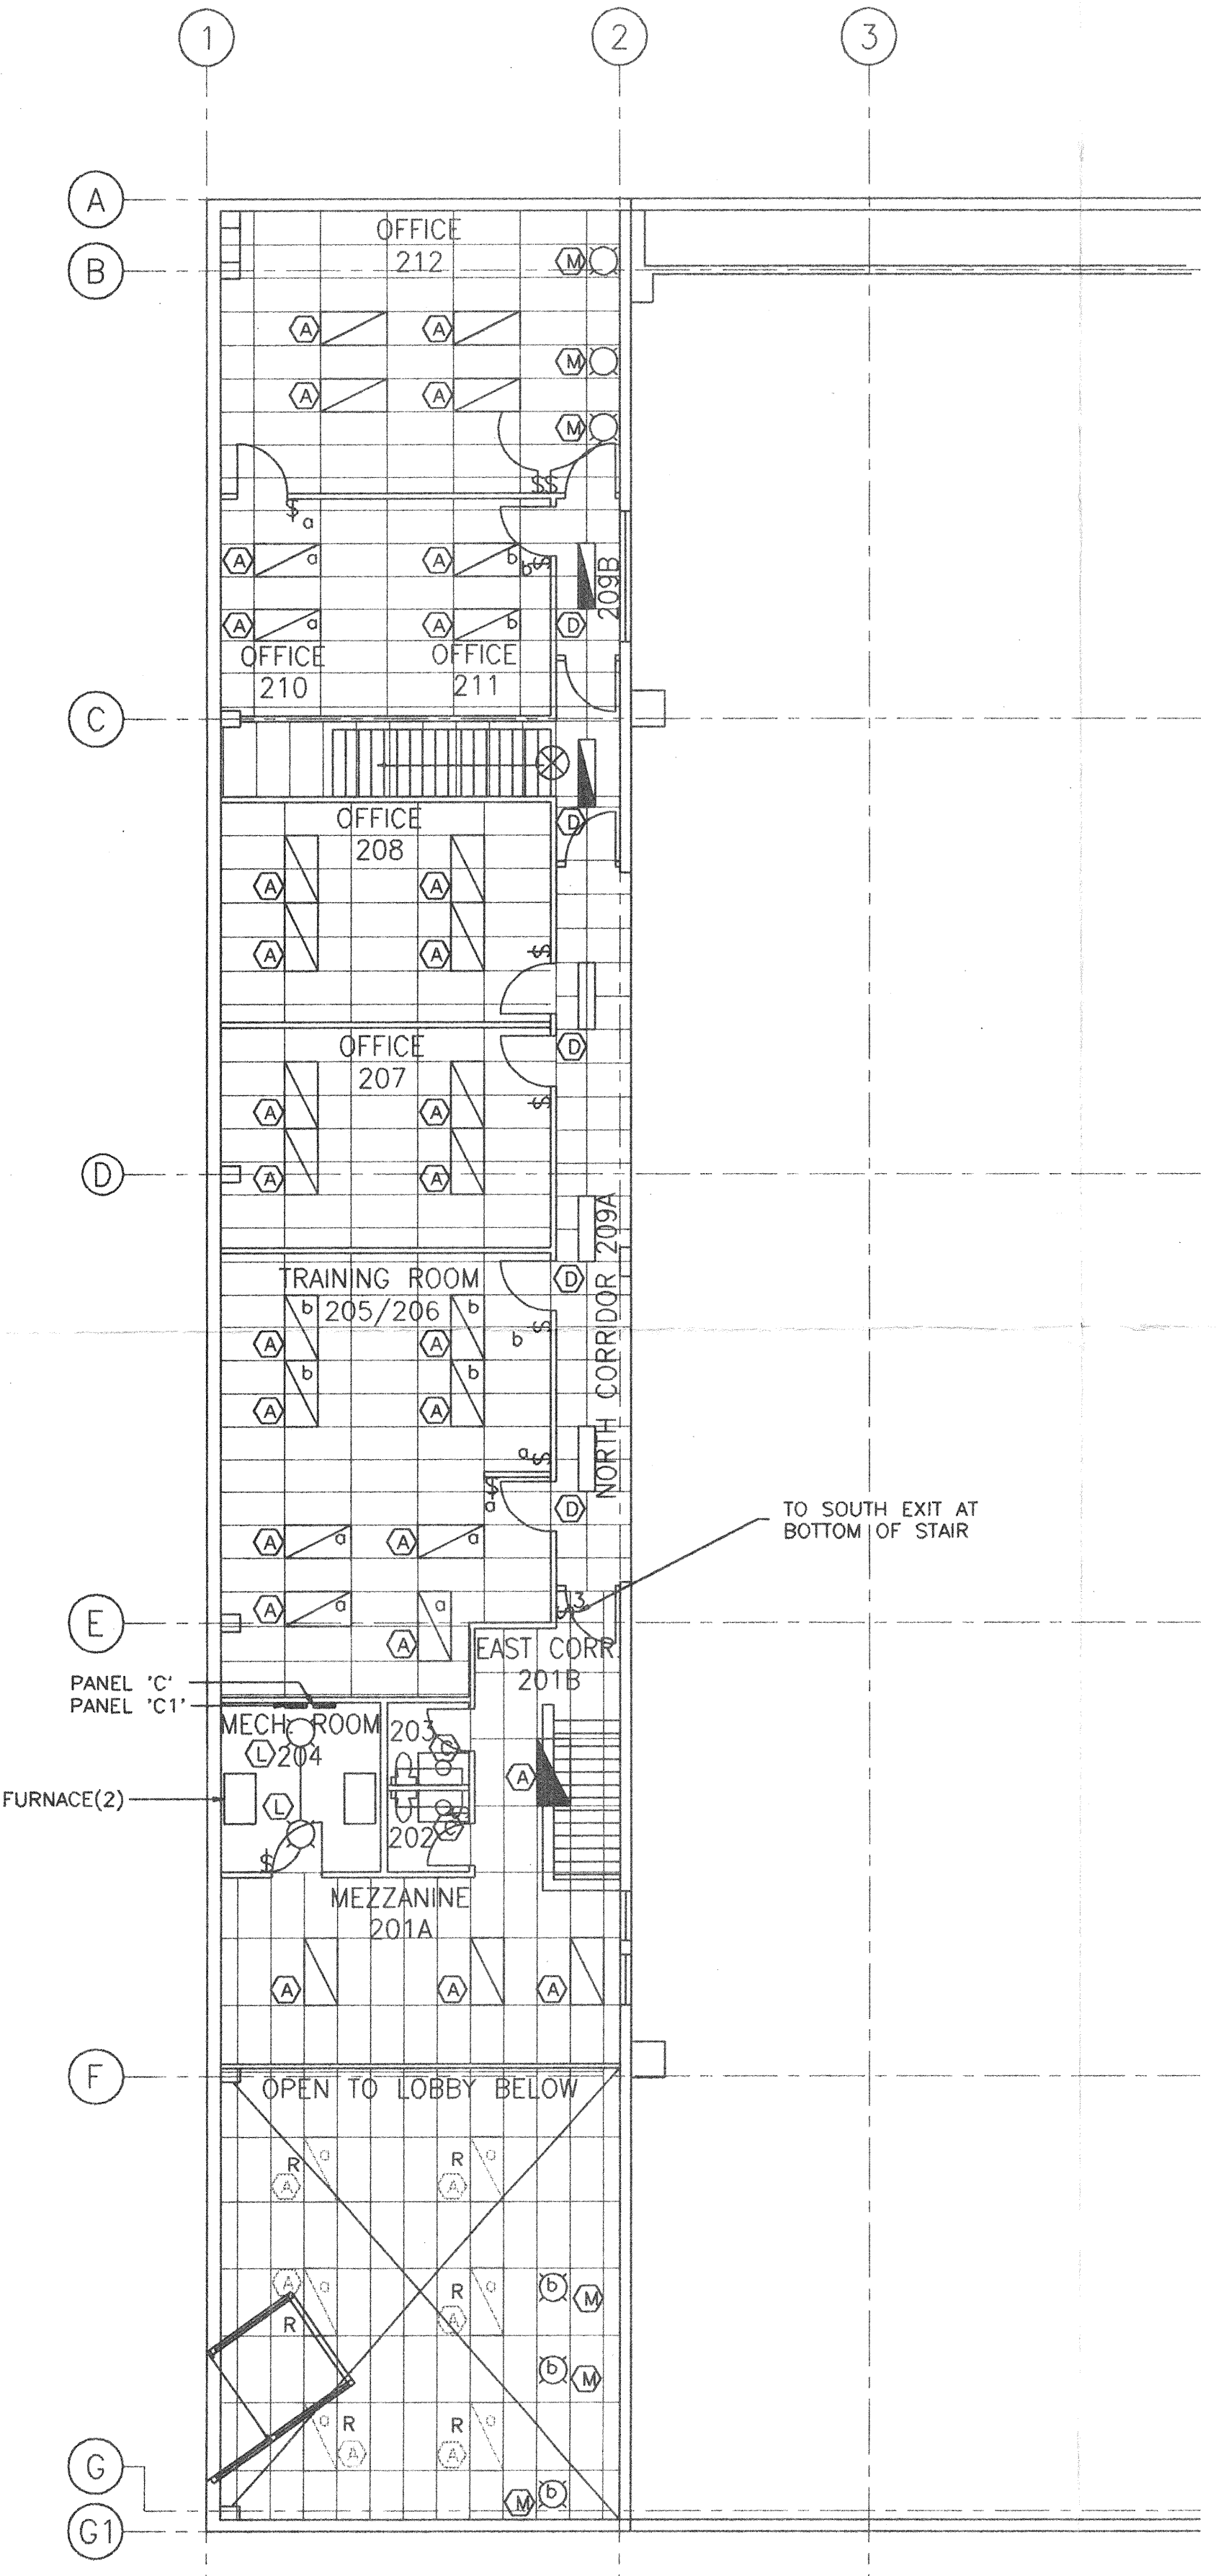 1 2 3
A
OFFICE
212
B
M
A A
M
A A
M
$$
$ a
A a A b
b $
209B
A a A b D
OFFICE OFFICE
210 211
C
OFFICE
208
D
A A
A A
$
OFFICE
207
D
A A
$
D
A A
NORTH CORRIDOR 209A
TRAINING ROOM
205/206
D
b b
A A
b $
b b
A A
a $
$
a
D
TO SOUTH EXIT AT
BOTTOM OF STAIR
A a A a
A a a
3
E
A
EAST CORR.
201B
PANEL 'C'
PANEL 'C1'
MECH. ROOM
204
203
C
L
A
FURNACE(2)
L
202
C
$
MEZZANINE
201A
A A A
F
OPEN TO LOBBY BELOW
R a R a
A A
A a a
R b M
R A
b M
a R R a
A A
G
M b
G1